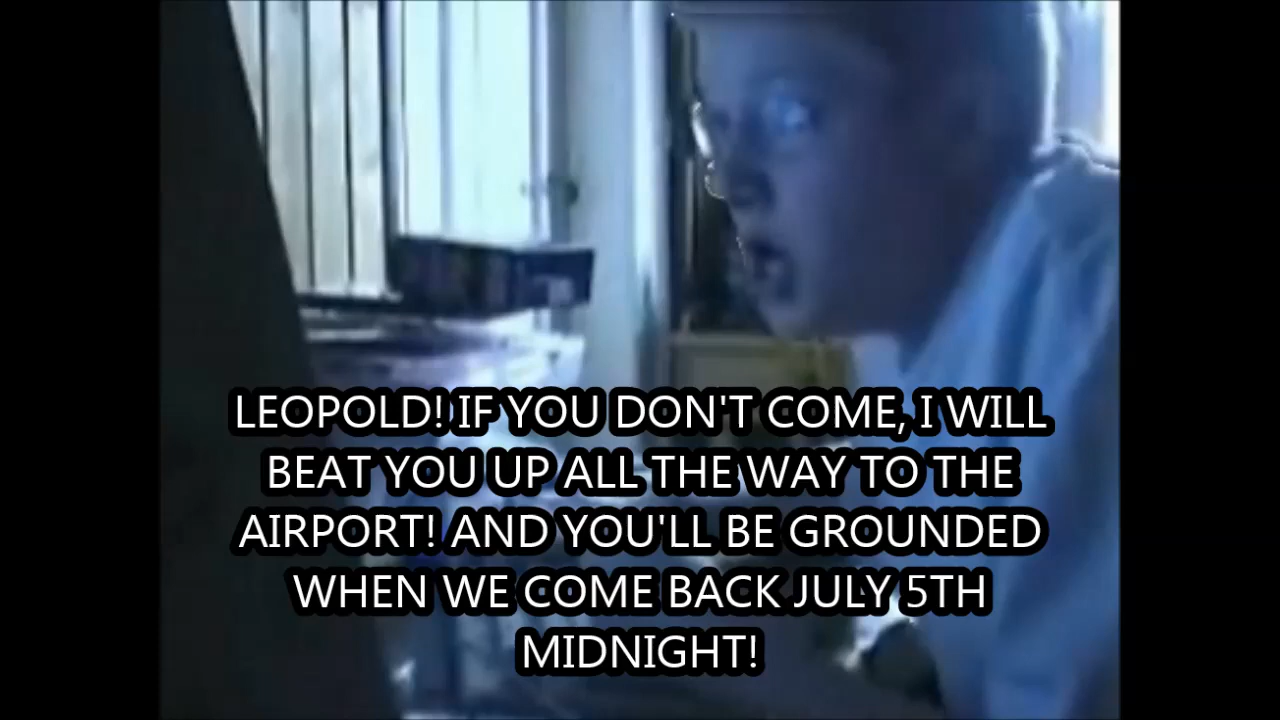 LEOPOLD! IF YOU DON'T COME, I WILL
BEAT YOU UP ALL THE WAY TO THE
AIRPORT! AND YOU'LL BE GROUNDED
WHEN WE COME BACK JULY 5TH
MIDNIGHT!